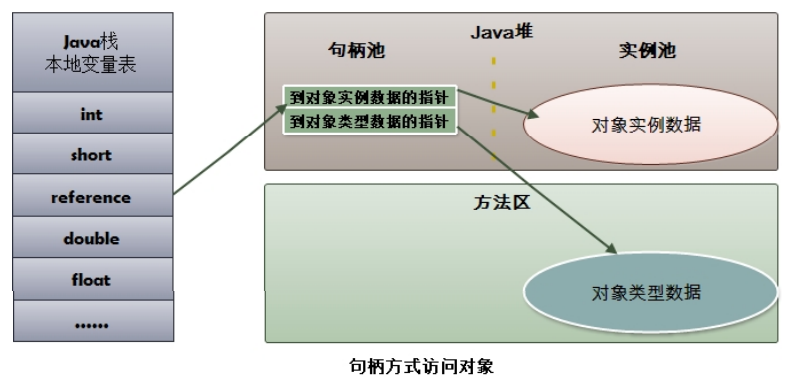 Java栈
本地变量表
int
short
reference
double
float
......
Java堆
句柄池
实例池
到对象实例数据的指针
到对象类型数据的指针
对象实例数据
方法区
对象类型数据
句柄方式访问对象